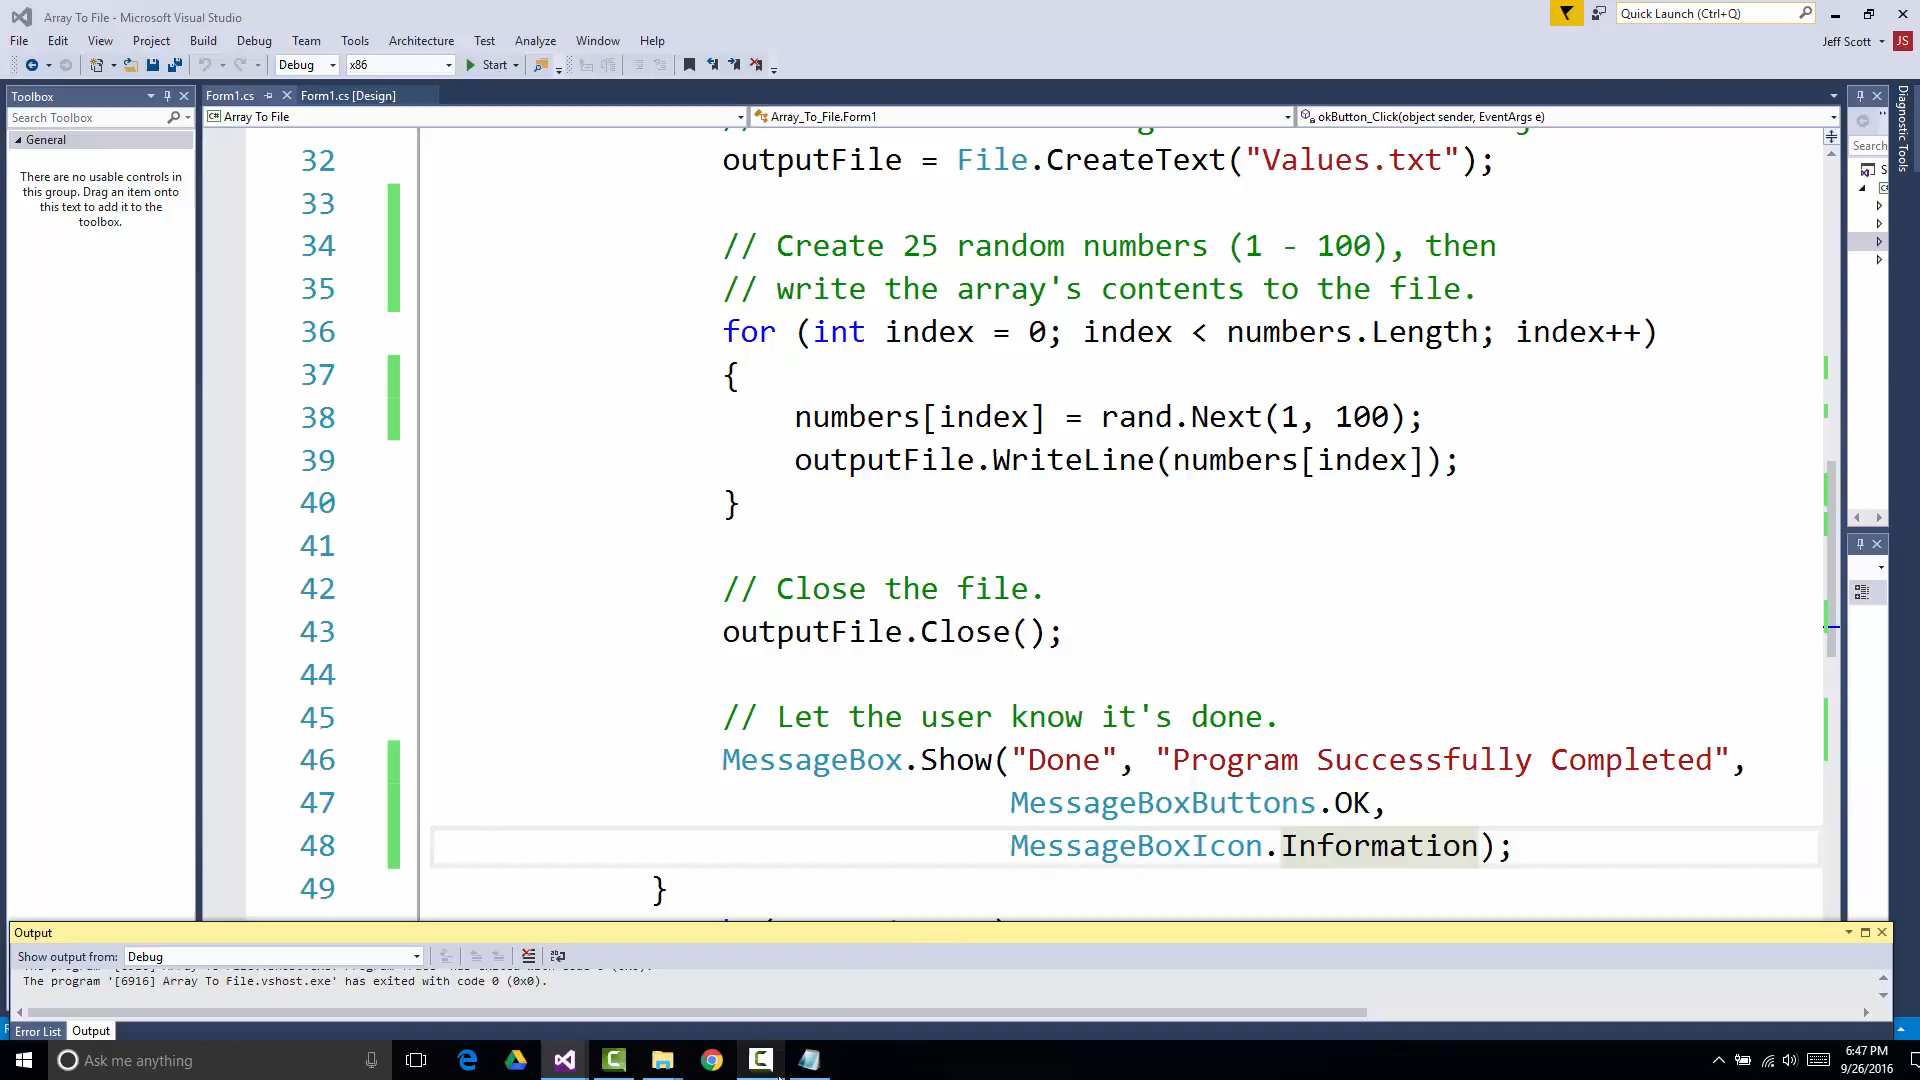 Array To File - Microsoft Visual Studio
Quick Launch (Ctrl+Q)
File Edit View Project Build Debug Team Tools Architecture Test Analyze Window Help
Jeff Scott JS
Debug x86 Start
Toolbox
Form1.cs Form1.cs [Design]
Search Toolbox
C# Array To File Array_To_File.Form1 okButton_Click(object sender, EventArgs e)
General
There are no usable controls in
this group. Drag an item onto
this text to add it to the
toolbox.
Search
Diagnostic Tools
32 outputFile = File.CreateText("Values.txt");
33
34 // Create 25 random numbers (1 - 100), then
35 // write the array's contents to the file.
36 for (int index = 0; index < numbers.Length; index++)
37 {
38 numbers[index] = rand.Next(1, 100);
39 outputFile.WriteLine(numbers[index]);
40 }
41
42 // Close the file.
43 outputFile.Close();
44
45 // Let the user know it's done.
46 MessageBox.Show("Done", "Program Successfully Completed",
47 MessageBoxButtons.OK,
48 MessageBoxIcon.Information);
49 }
Output
Show output from: Debug
The program '[6916] Array To File.vshost.exe' has exited with code 0 (0x0).
Error List Output
Ask me anything
6:47 PM
9/26/2016